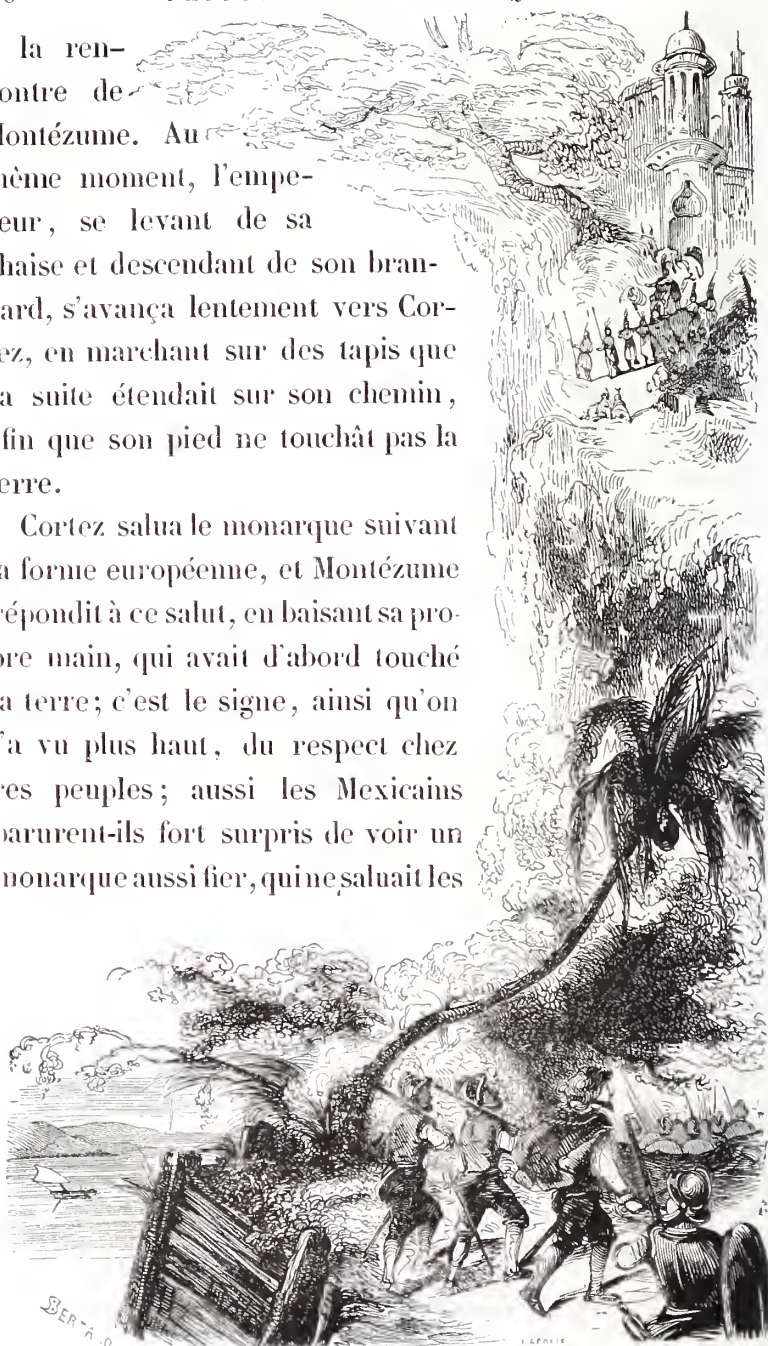 la ren-
ontre de
ontézume. Au
ême moment, l'empe-
eur, se levant de sa
haise et descendant de son bran-
ard, s'avança lentement vers Cor-
ez, en marchant sur des tapis que
a suite étendait sur son chemin,
fin que son pied ne touchât pas la
erre.
Cortez salua le monarque suivant
a forme européenne, et Montézume
répondit à ce salut, en baisant sa pro-
pre main, qui avait d'abord touché
a terre; c'est le signe, ainsi qu'on
'a vu plus haut, du respect chez
es peuples; aussi les Mexicains
parurent-ils fort surpris de voir un
monarque aussi fier, qui ne saluait les